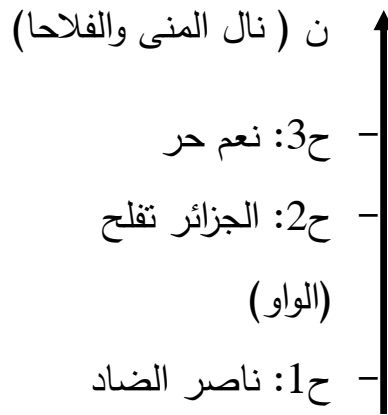 ن ( نال المنى والفلاحا)
- ح3: نعم حر
- ح2: الجزائر تفلح
(الواو)
- ح1: ناصر الضاد